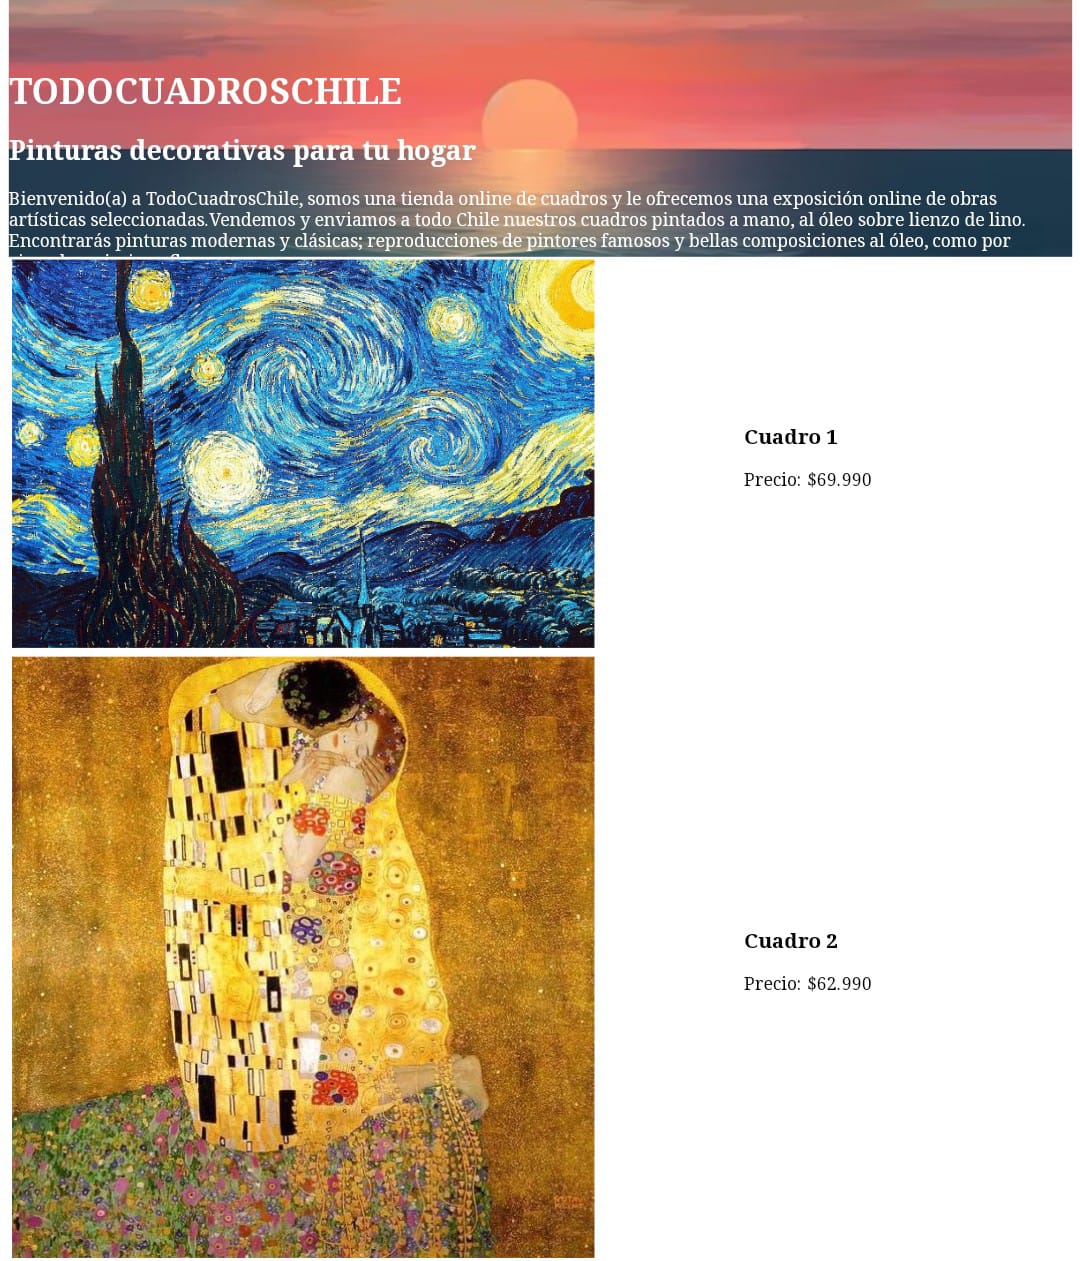 TODOCUADROSCHILE
Pinturas decorativas para tu hogar
Bienvenido(a) a TodoCuadrosChile, somos una tienda online de cuadros y le ofrecemos una exposición online de obras
artísticas seleccionadas.Vendemos y enviamos a todo Chile nuestros cuadros pintados a mano, al óleo sobre lienzo de lino.
Encontrarás pinturas modernas y clásicas; reproducciones de pintores famosos y bellas composiciones al óleo, como por
Cuadro 1
Precio: $69.990
Cuadro 2
Precio: $62.990